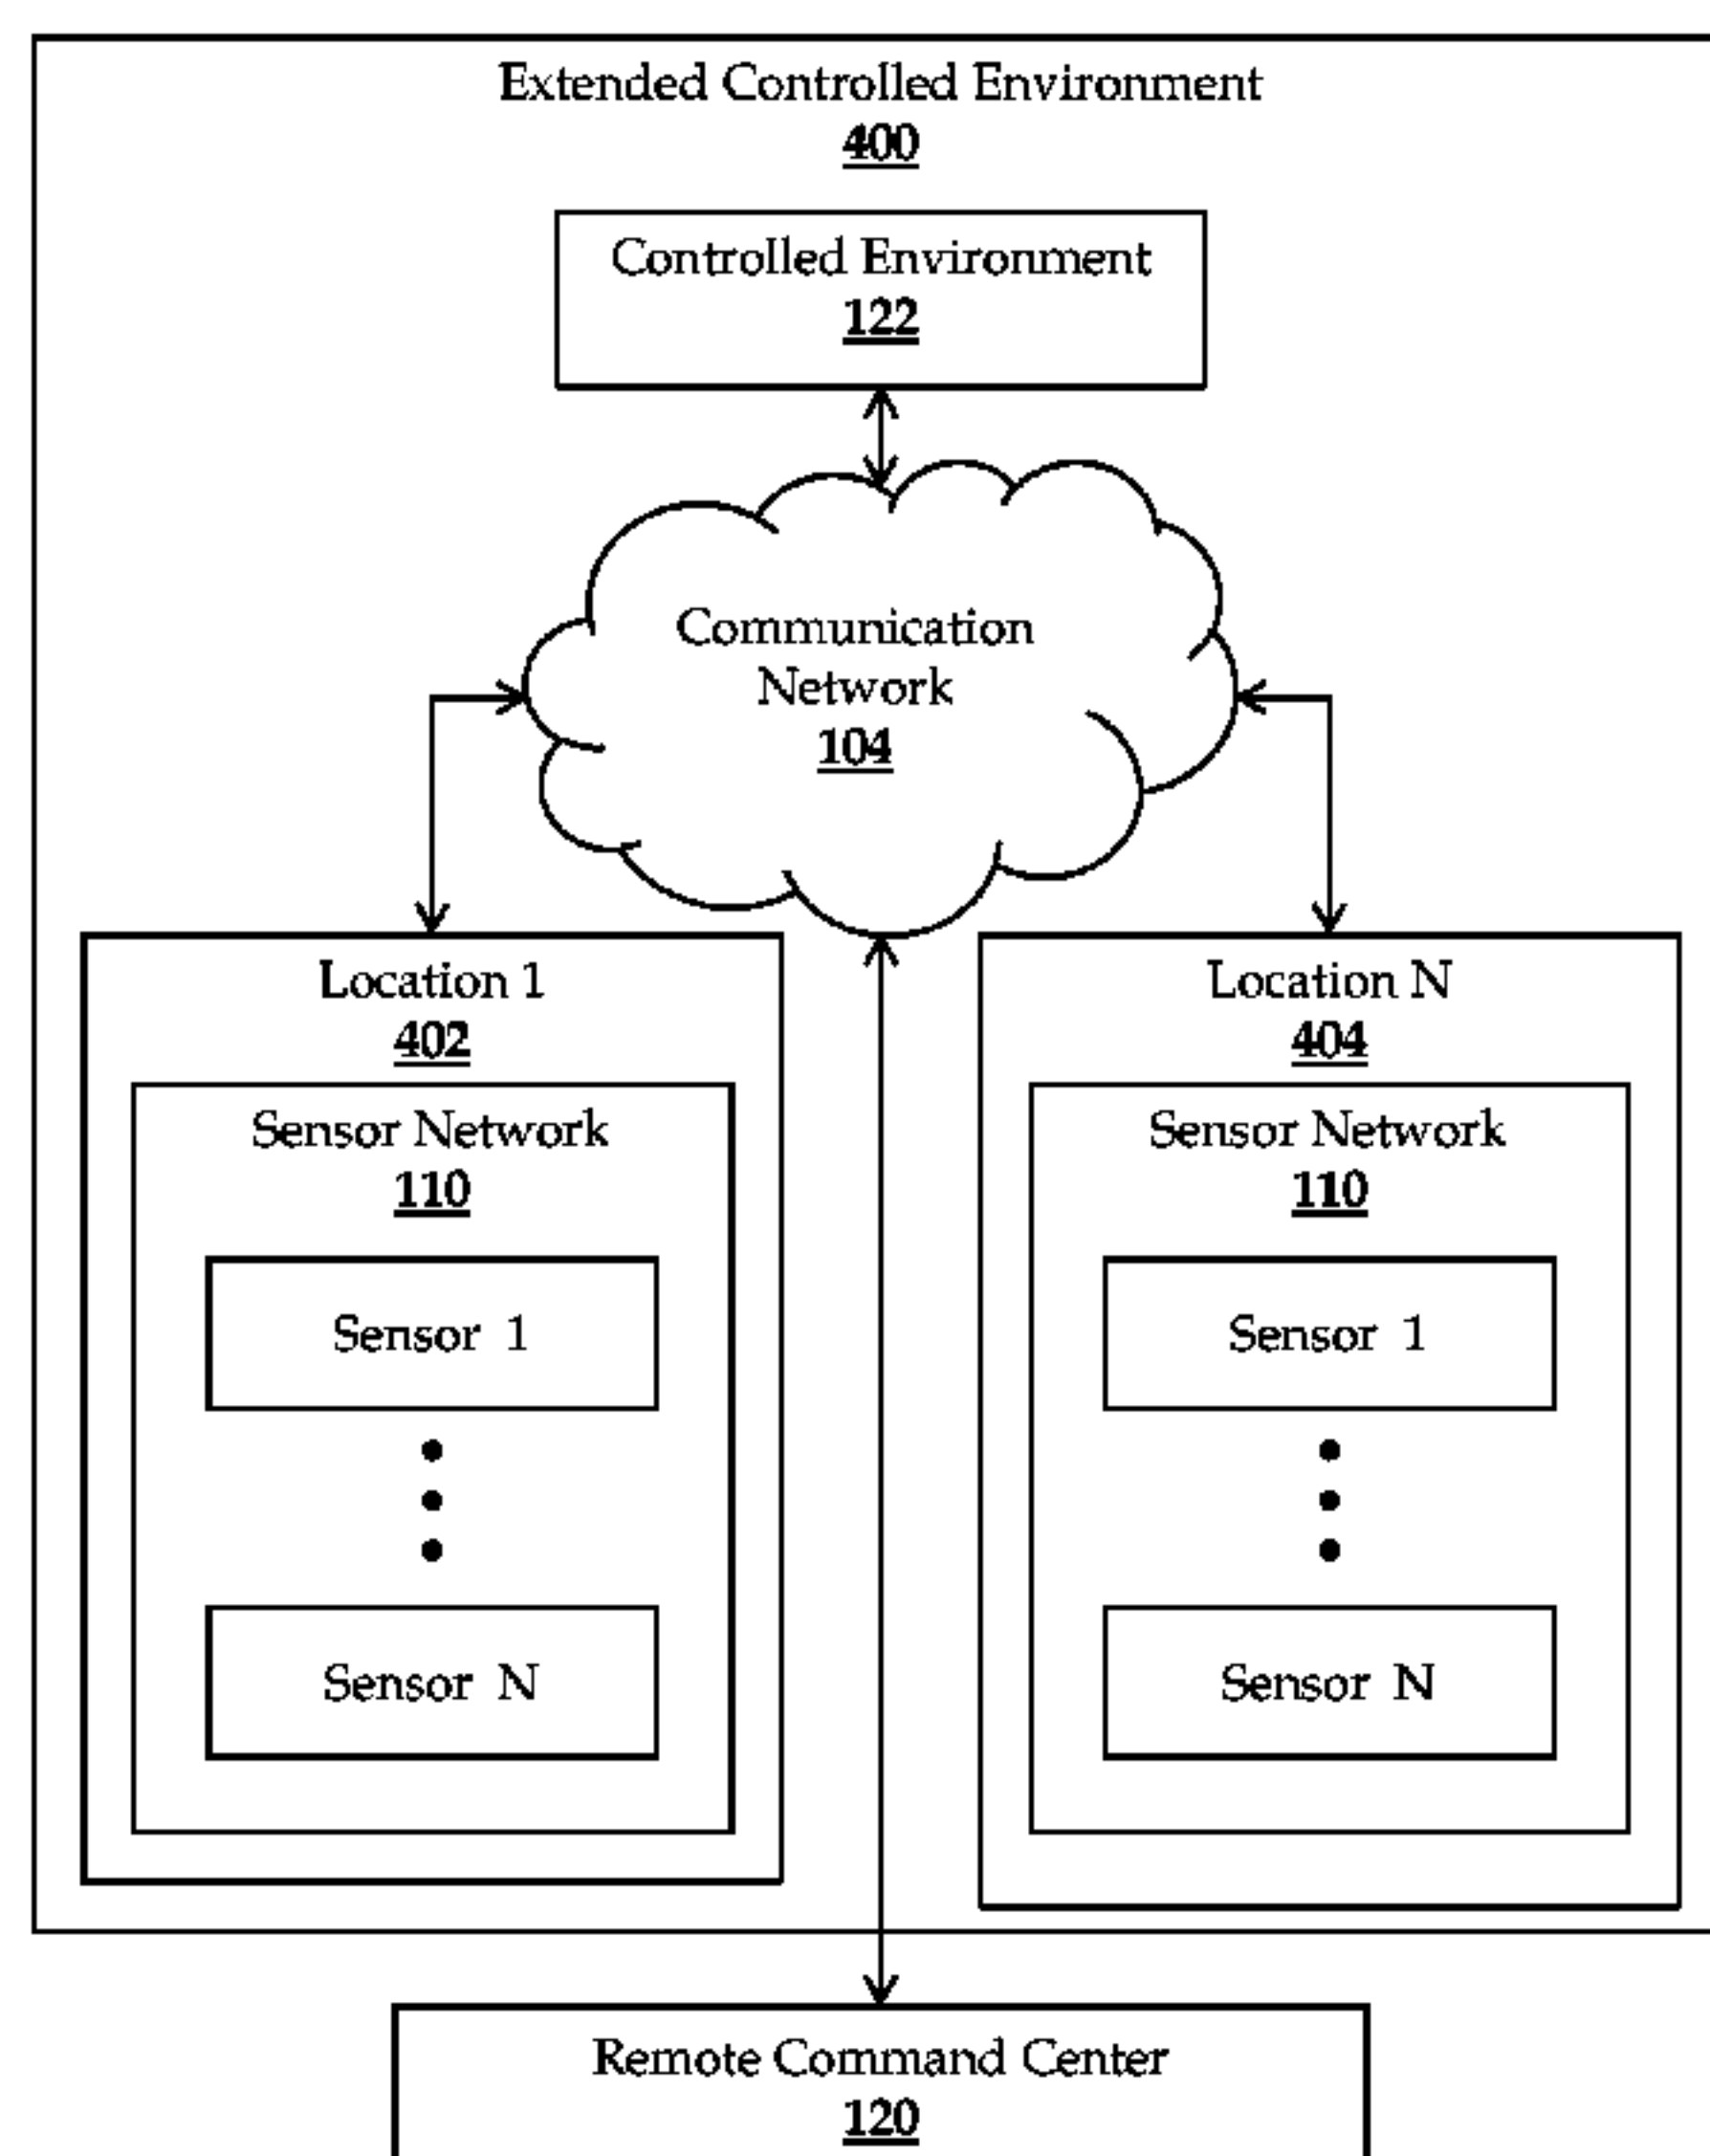 Extended Controlled Environment
400
Controlled Environment
122
Communication
Network
104
Location 1
402
Sensor Network
110
Sensor 1
Sensor N
Location N
404
Sensor Network
110
Sensor 1
Sensor N
Remote Command Center
120